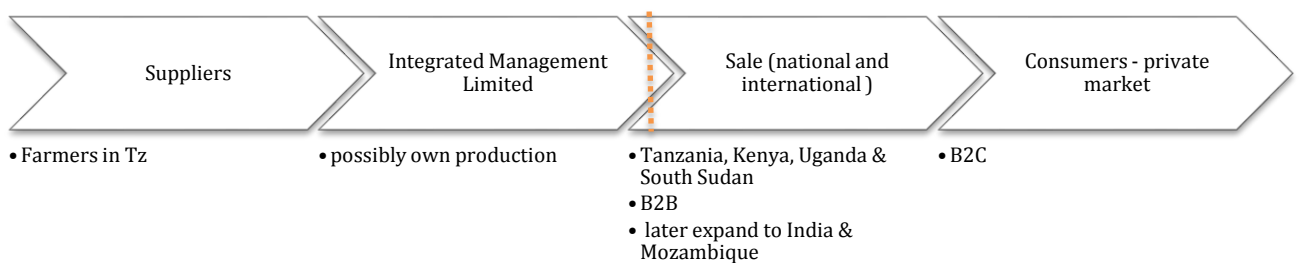 Suppliers
Integrated Management
Limited
Sale (national and
international )
Consumers - private
market
• Farmers in Tz
• possibly own production
• Tanzania, Kenya, Uganda &
South Sudan
• B2B
• later expand to India &
Mozambique
• B2C